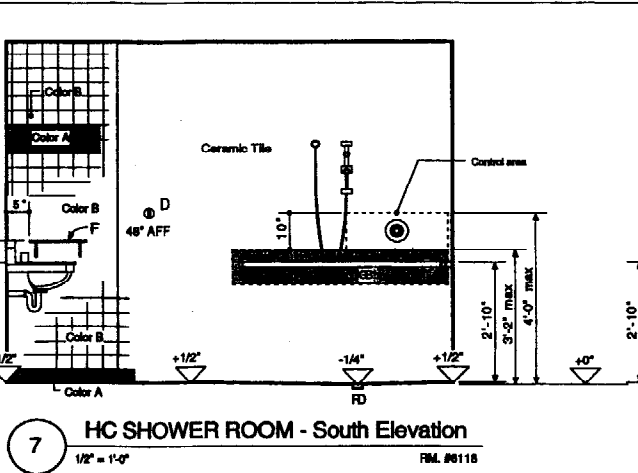 Color B
Color A
Ceramic Tile
Control area
5"
Color B
F
D
48" AFF
10"
2'-10"
3'-2" max
4'-0" max
2'-10"
Color B
1/2"
+1/2"
-1/4"
+1/2"
+0"
Color A
FD
7
HC SHOWER ROOM - South Elevation
1/2" = 1'-0"
RM. #6118